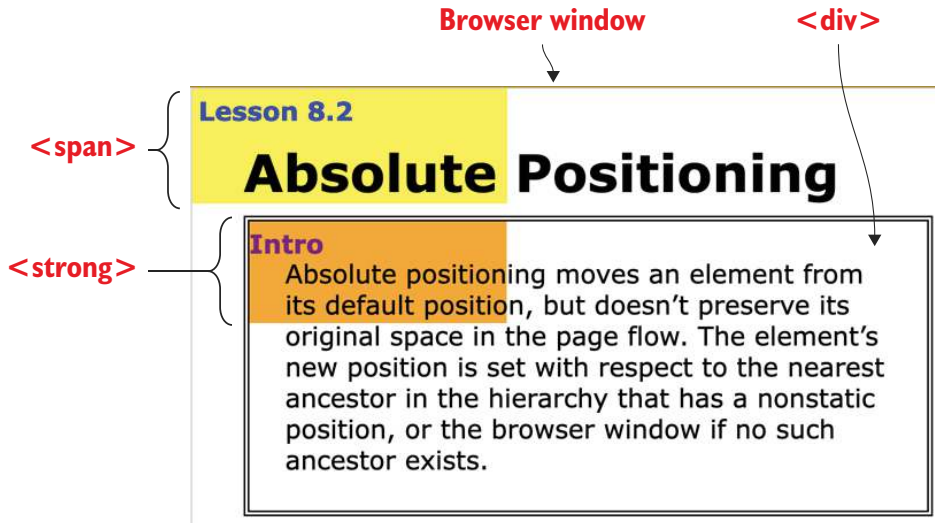 Browser window
<div>
<span>
Lesson 8.2
Absolute Positioning
<strong>
Intro
Absolute positioning moves an element from
its default position, but doesn’t preserve its
original space in the page flow. The element’s
new position is set with respect to the nearest
ancestor in the hierarchy that has a nonstatic
position, or the browser window if no such
ancestor exists.